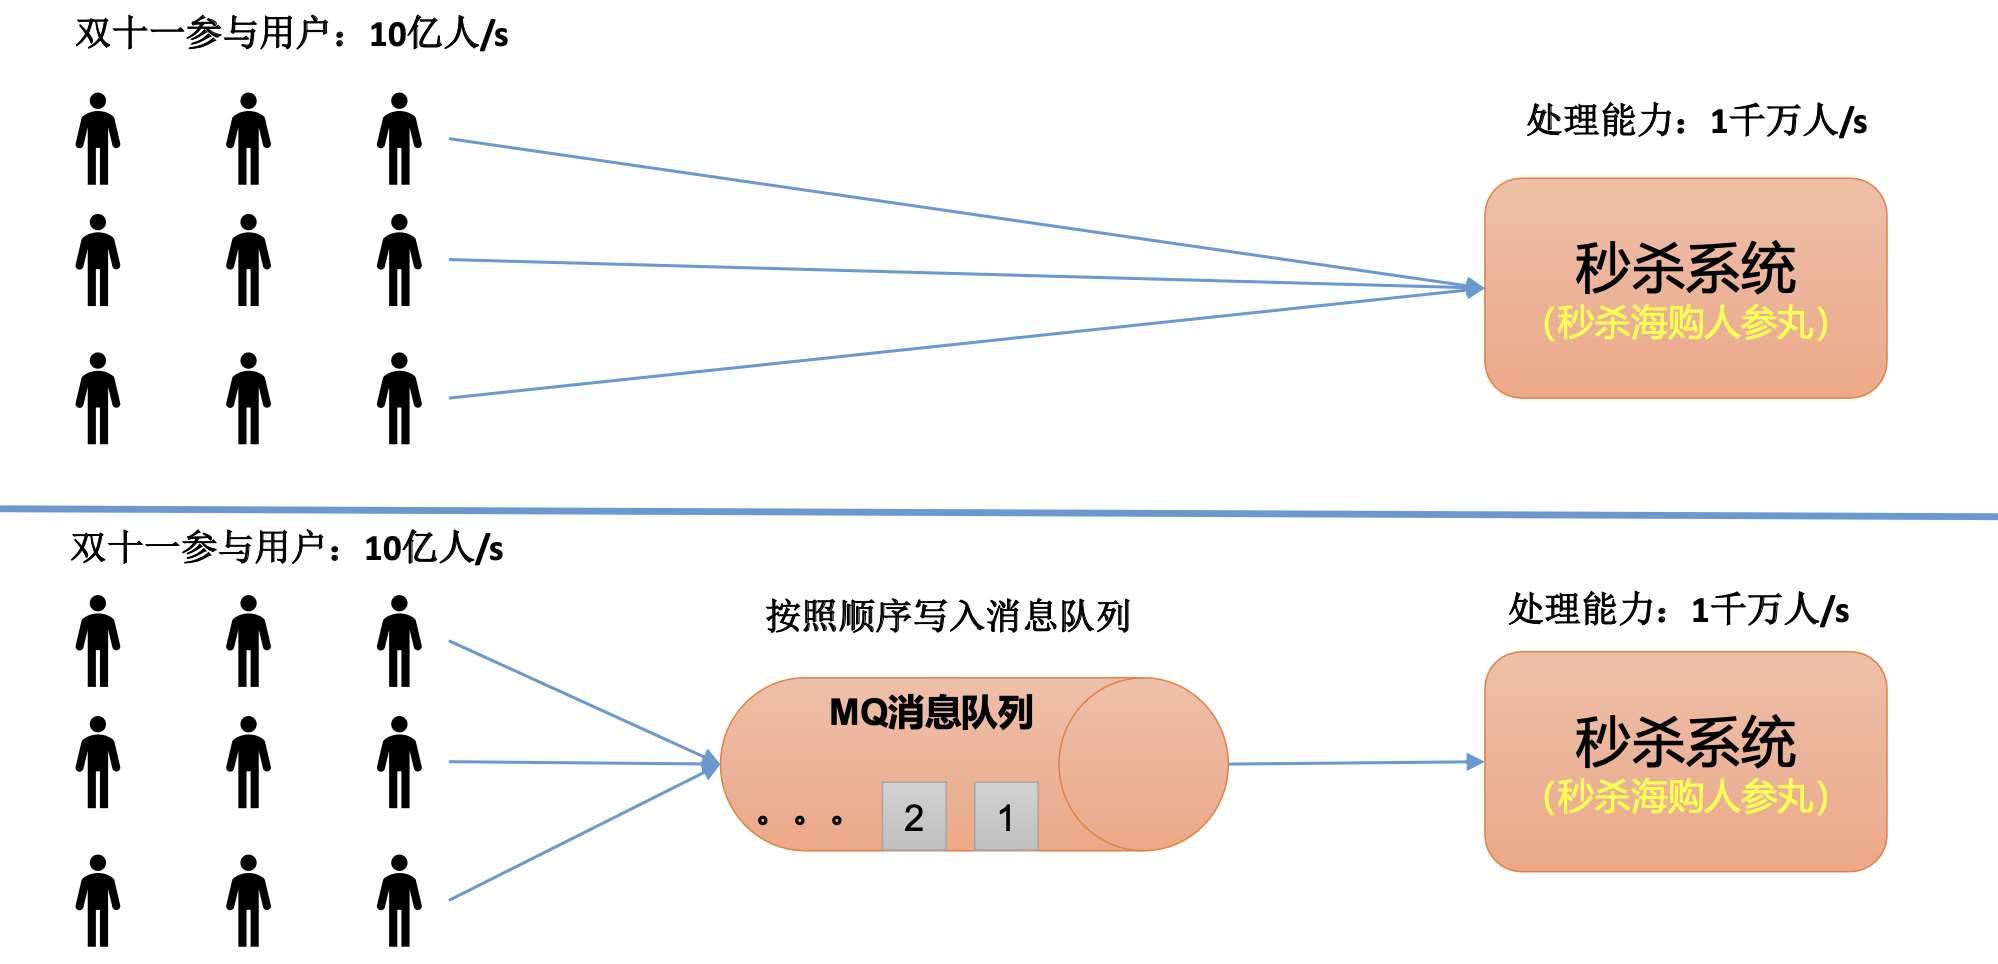 双十一参与用户：10亿人/s
处理能力：1千万人/s
秒杀系统
（秒杀海购人参丸）
双十一参与用户：10亿人/s
按照顺序写入消息队列
处理能力：1千万人/s
MQ消息队列
。。。 2 1
秒杀系统
（秒杀海购人参丸）